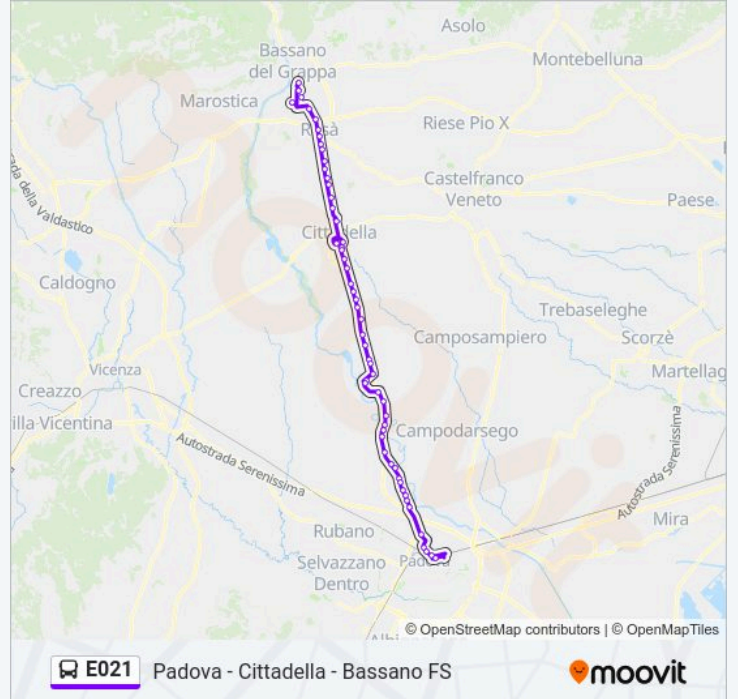 Asolo
Bassano
del Grappa
Montebelluna
Marostica
Rosà
Riese Pio X
Castelfranco
Veneto
Paese
ada della Valdastico
Cittadella
Caldogno
Trebaseleghe
Camposampiero
Scorzè
Vicenza
Martellag
Creazzo
illa-Vicentina
Campodarsego
Autostrada Serenissima
Autostrada Serenissima
Rubano
Mira
Selvazzano
Dentro
Padova
© OpenStreetMap contributors | © OpenMapTiles
E021 Padova - Cittadella - Bassano FS
moovit